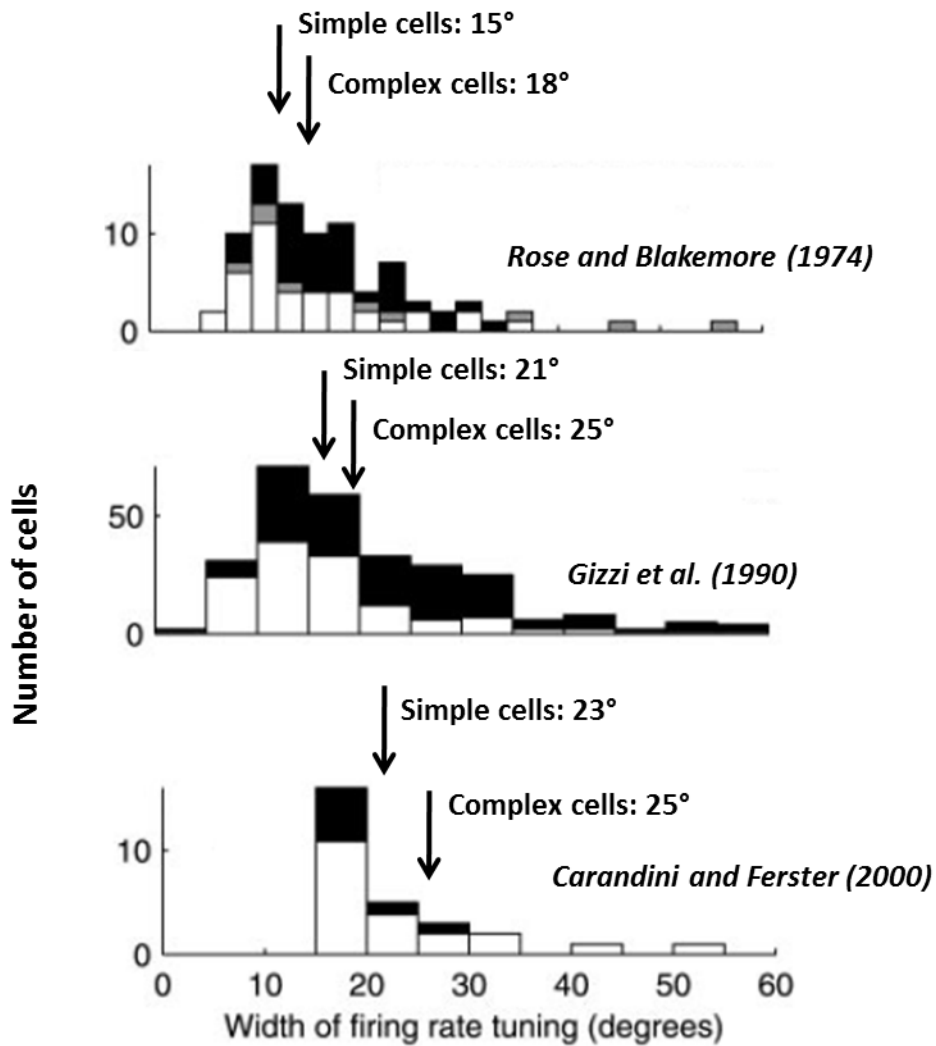 Simple cells: 15°
Complex cells: 18°
10
Rose and Blakemore (1974)
0
Simple cells: 21°
Complex cells: 25°
50
Gizzi et al. (1990)
0
Number of cells
Simple cells: 23°
Complex cells: 25°
10
Carandini and Ferster (2000)
0
0 10 20 30 40 50 60
Width of firing rate tuning (degrees)